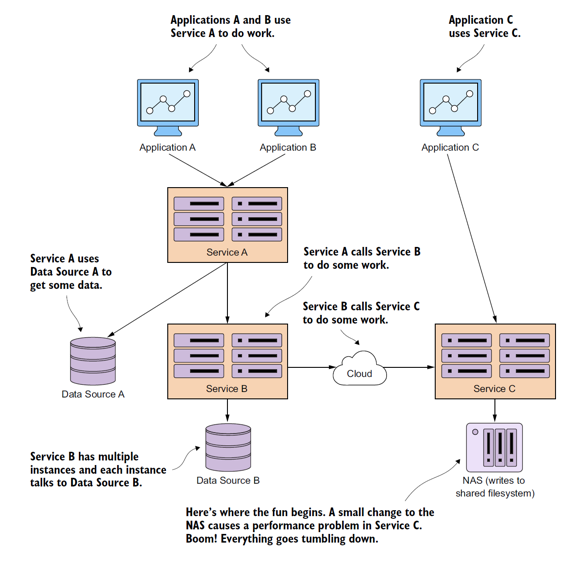 Applications A and B use
Service A to do work.
Application C
uses Service C.
Application A
Application B
Application C
Service A
Service A uses
Data Source A to
get some data.
Service A calls Service B
to do some work.
Service B calls Service C
to do some work.
Data Source A
Service B
Cloud
Service C
Service B has multiple
instances and each instance
talks to Data Source B.
Data Source B
NAS (writes to
shared filesystem)
Here’s where the fun begins. A small change to the
NAS causes a performance problem in Service C.
Boom! Everything goes tumbling down.